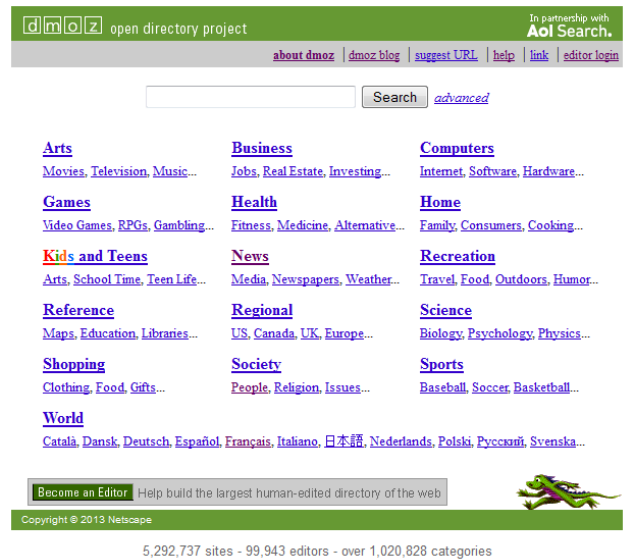 dmoz open directory project
In partnership with
Aol Search.
about dmoz | dmoz blog | suggest URL | help | link | editor login
Search advanced
Arts Business Computers
Movies, Television, Music... Jobs, Real Estate, Investing... Internet, Software, Hardware...
Games Health Home
Video Games, RPGs, Gambling... Fitness, Medicine, Alternative... Family, Consumers, Cooking...
Kids and Teens News Recreation
Arts, School Time, Teen Life... Media, Newspapers, Weather... Travel, Food, Outdoors, Humor...
Reference Regional Science
Maps, Education, Libraries... US, Canada, UK, Europe... Biology, Psychology, Physics...
Shopping Society Sports
Clothing, Food, Gifts... People, Religion, Issues... Baseball, Soccer, Basketball...
World
Català, Dansk, Deutsch, Español, Français, Italiano, 日本語, Nederlands, Polski, Русский, Svenska...
Become an Editor Help build the largest human-edited directory of the web
Copyright © 2013 Netscape
5,292,737 sites - 99,943 editors - over 1,020,828 categories